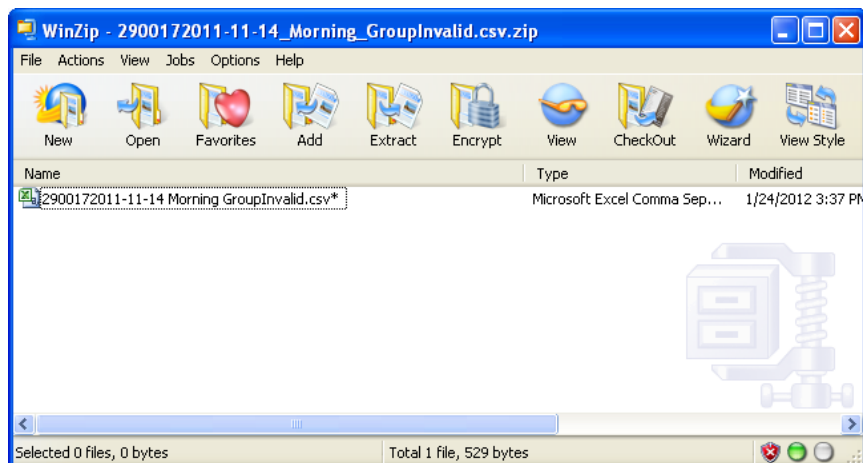 WinZip - 2900172011-11-14_Morning_GroupInvalid.csv.zip
File Actions View Jobs Options Help
New Open Favorites Add Extract Encrypt View CheckOut Wizard View Style
Name Type Modified
2900172011-11-14 Morning GroupInvalid.csv* Microsoft Excel Comma Sep... 1/24/2012 3:37 PM
Selected 0 files, 0 bytes Total 1 file, 529 bytes